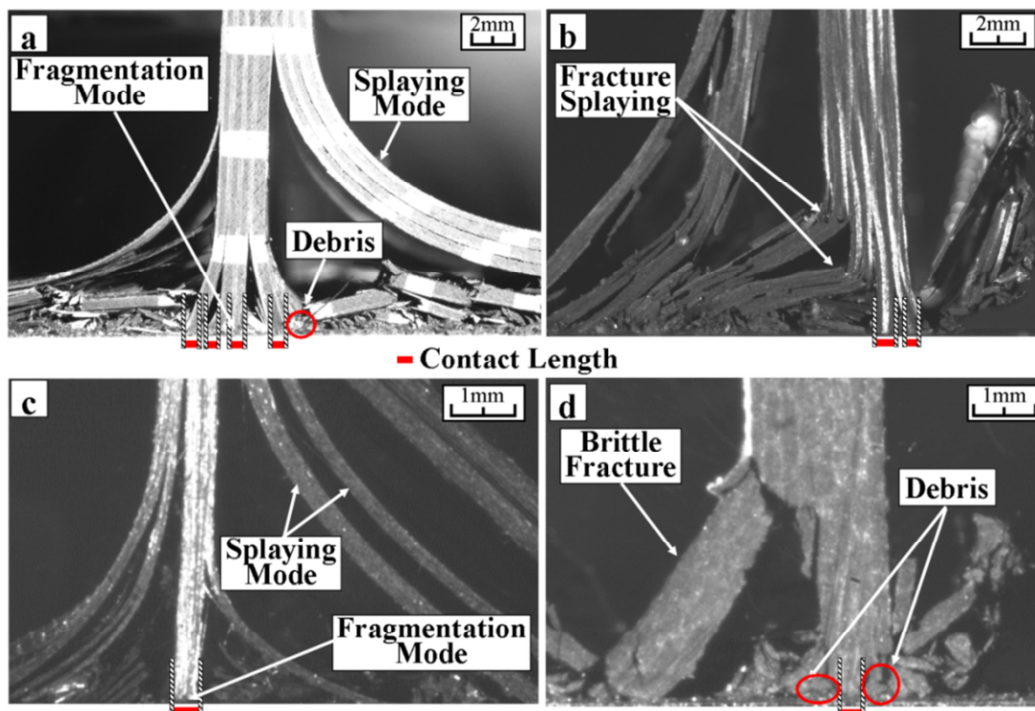 a
2mm
Fragmentation
Mode
Splaying
Mode
Debris
b
2mm
Fracture
Splaying
Contact Length
c
1mm
Splaying
Mode
Fragmentation
Mode
d
1mm
Brittle
Fracture
Debris